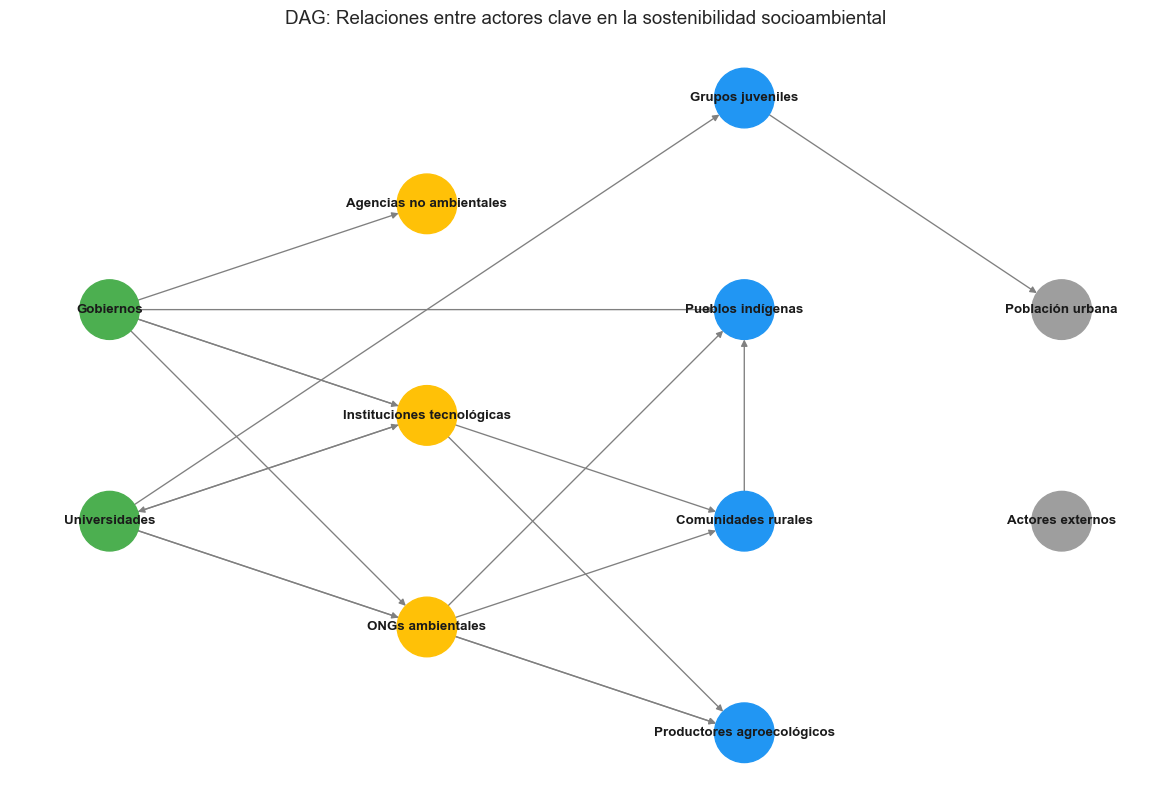 DAG: Relaciones entre actores clave en la sostenibilidad socioambiental
Grupos juveniles
Agencias no ambientales
Gobiernos
Pueblos indígenas
Población urbana
Instituciones tecnológicas
Universidades
Comunidades rurales
Actores externos
ONGs ambientales
Productores agroecológicos